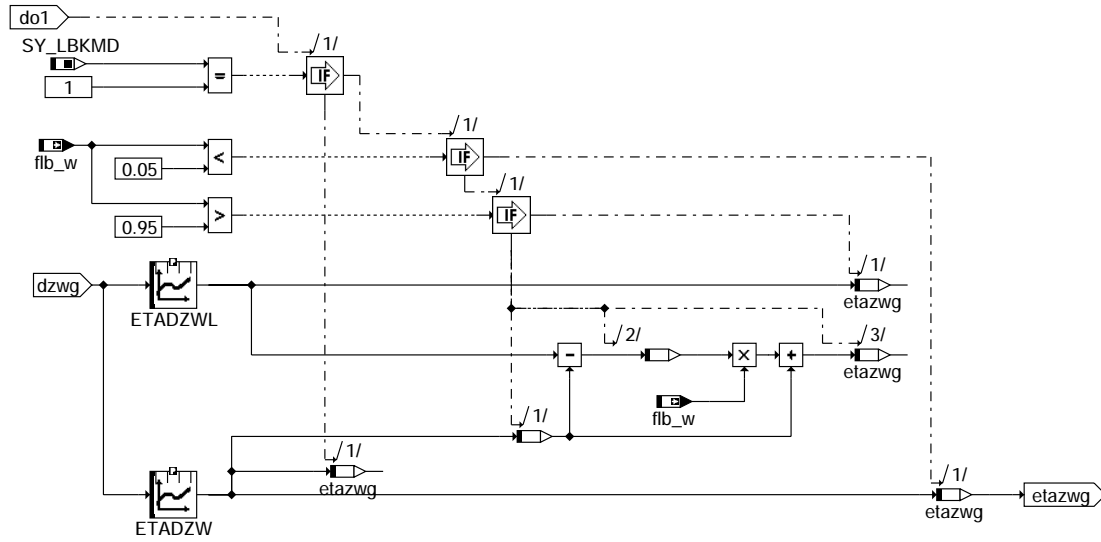 do1
/1/
SY_LBKMD
=
IF
1
/1/
flb_w
<
IF
0.05
/1/
>
IF
0.95
dzwg
/1/
ETADZWL
etazwg
/2/
/3/
-
×
+
etazwg
flb_w
/1/
/1/
etazwg
/1/
etazwg
etazwg
ETADZW